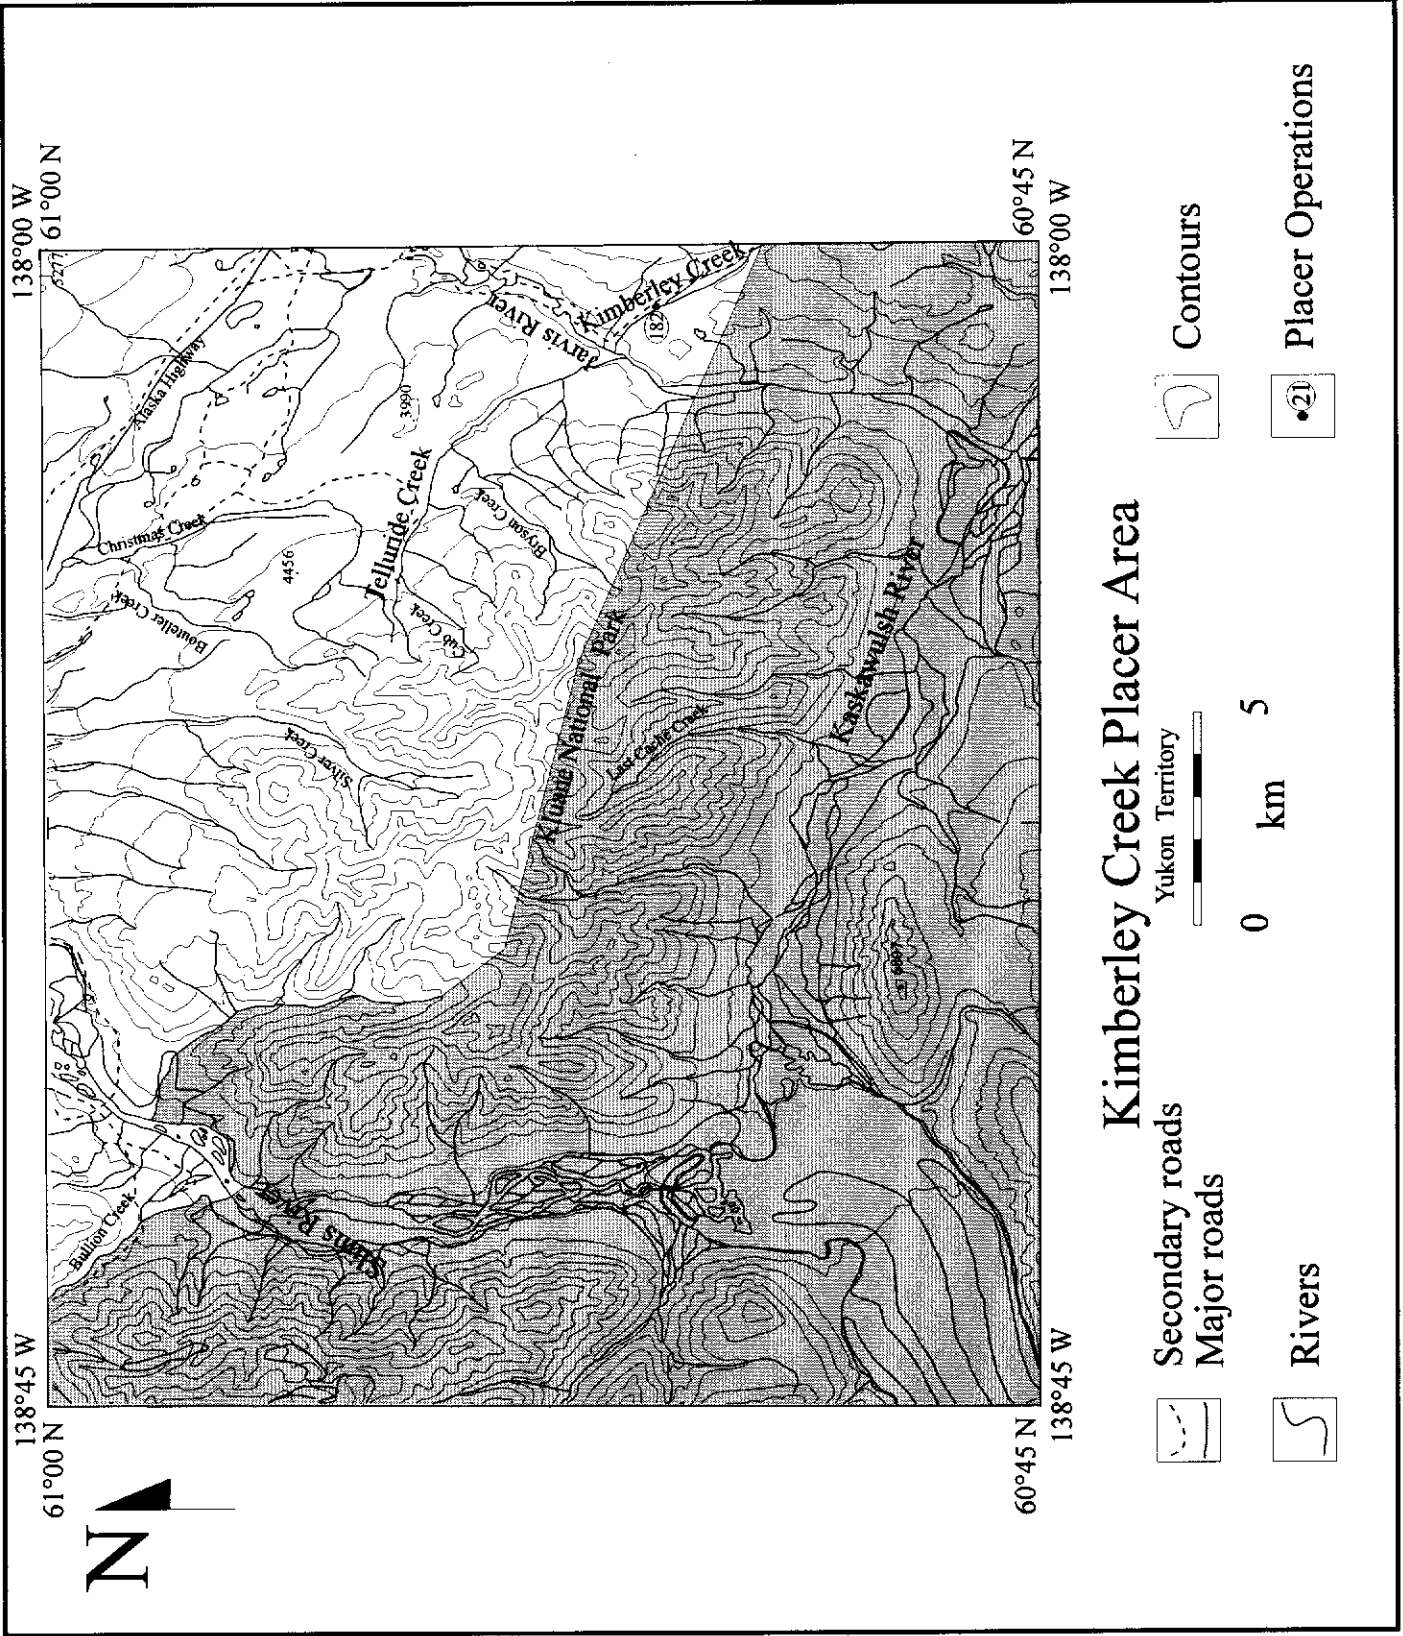 N
138°45 W
61°00 N
138°00 W
61°00 N
5277
Alaska Highway
Christmas Creek
Boutellier Creek
Bullion Creek
Silver Creek
4456
3990
Jelluride Creek
Cub Creek
Bryson Creek
Jarvis River
Kimberley Creek
182
Slims River
Kluane National Park
Last Cache Creek
Kaskawulsh River
6897
60°45 N
138°45 W
60°45 N
138°00 W
Kimberley Creek Placer Area
Yukon Territory
0 5
km
Secondary roads
Major roads
Contours
Rivers
21
Placer Operations